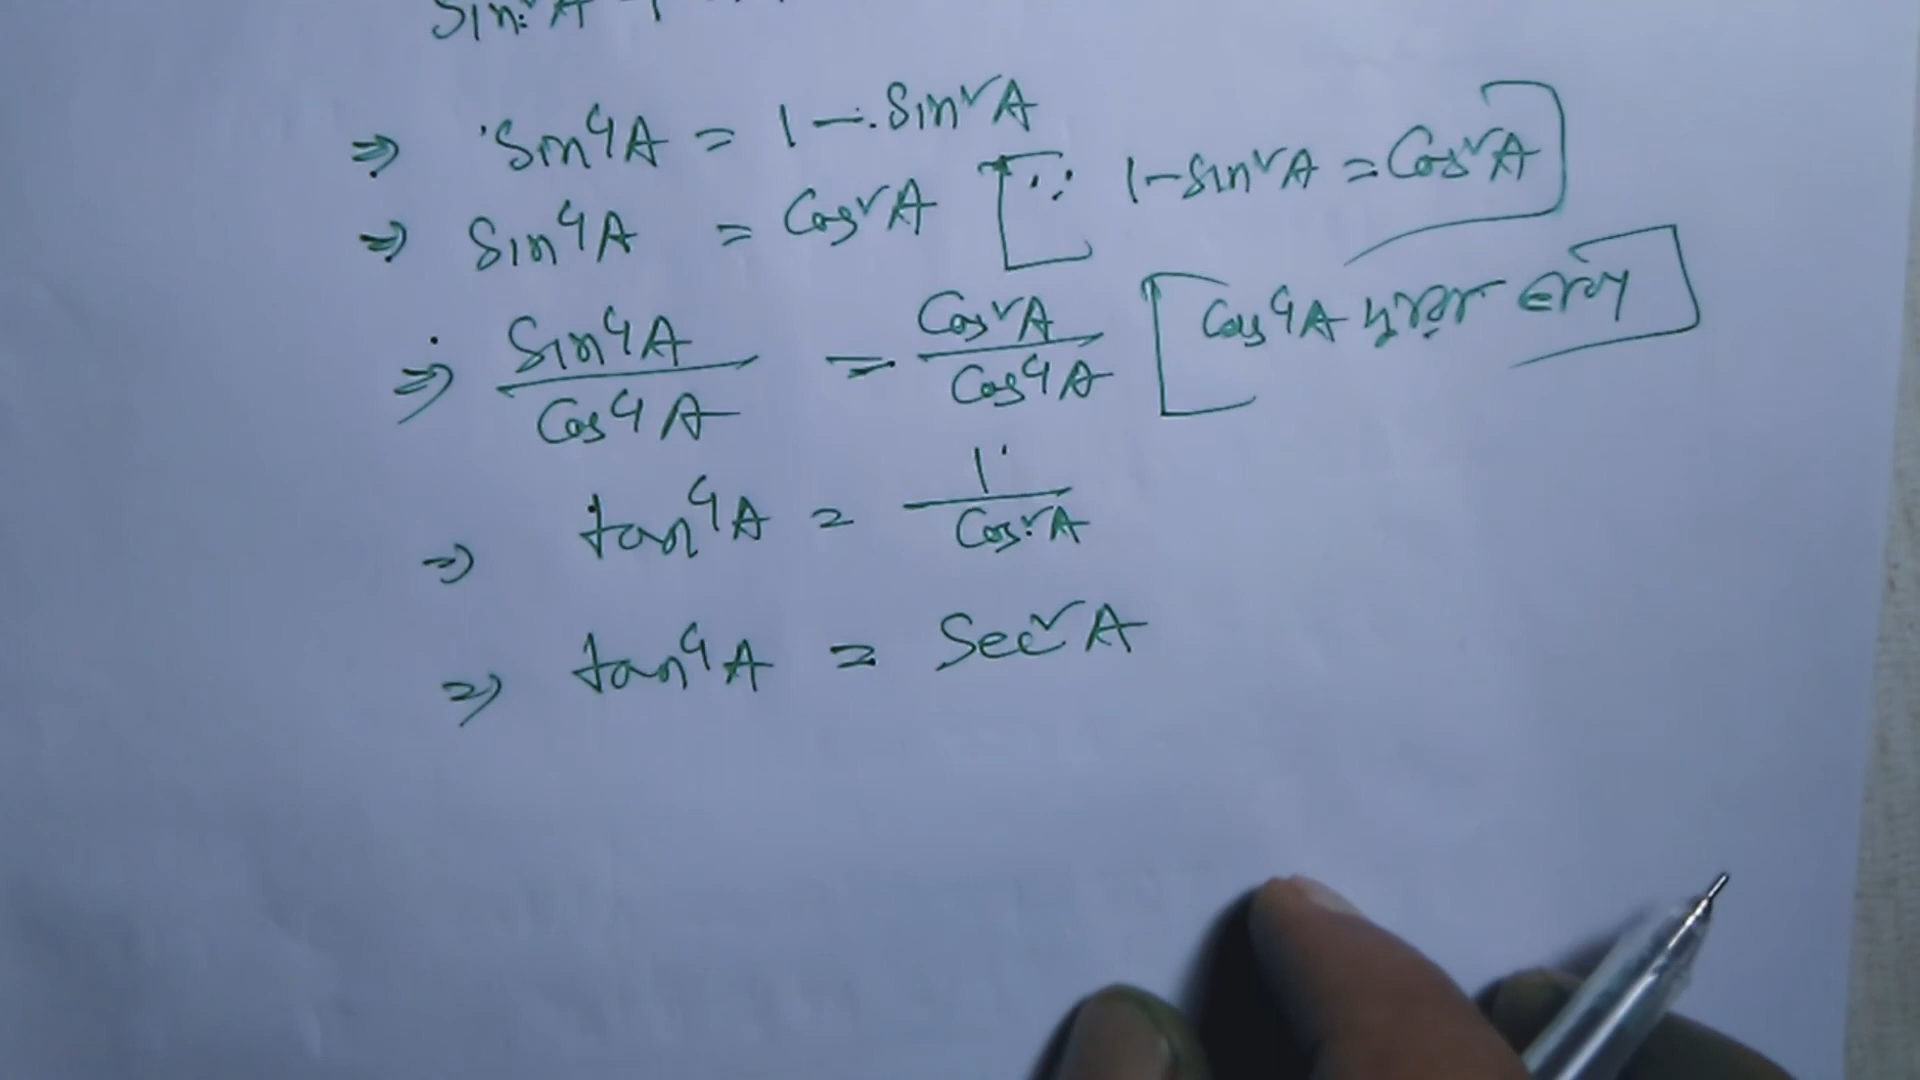 ⇒ Sin⁴A = 1 - Sin²A
⇒ Sin⁴A = Cos²A [∵ 1 - Sin²A = Cos²A]
⇒ Sin⁴A / Cos⁴A = Cos²A / Cos⁴A [Cos⁴A
⇒ tan⁴A = 1 / Cos²A
⇒ tan⁴A = Sec²A